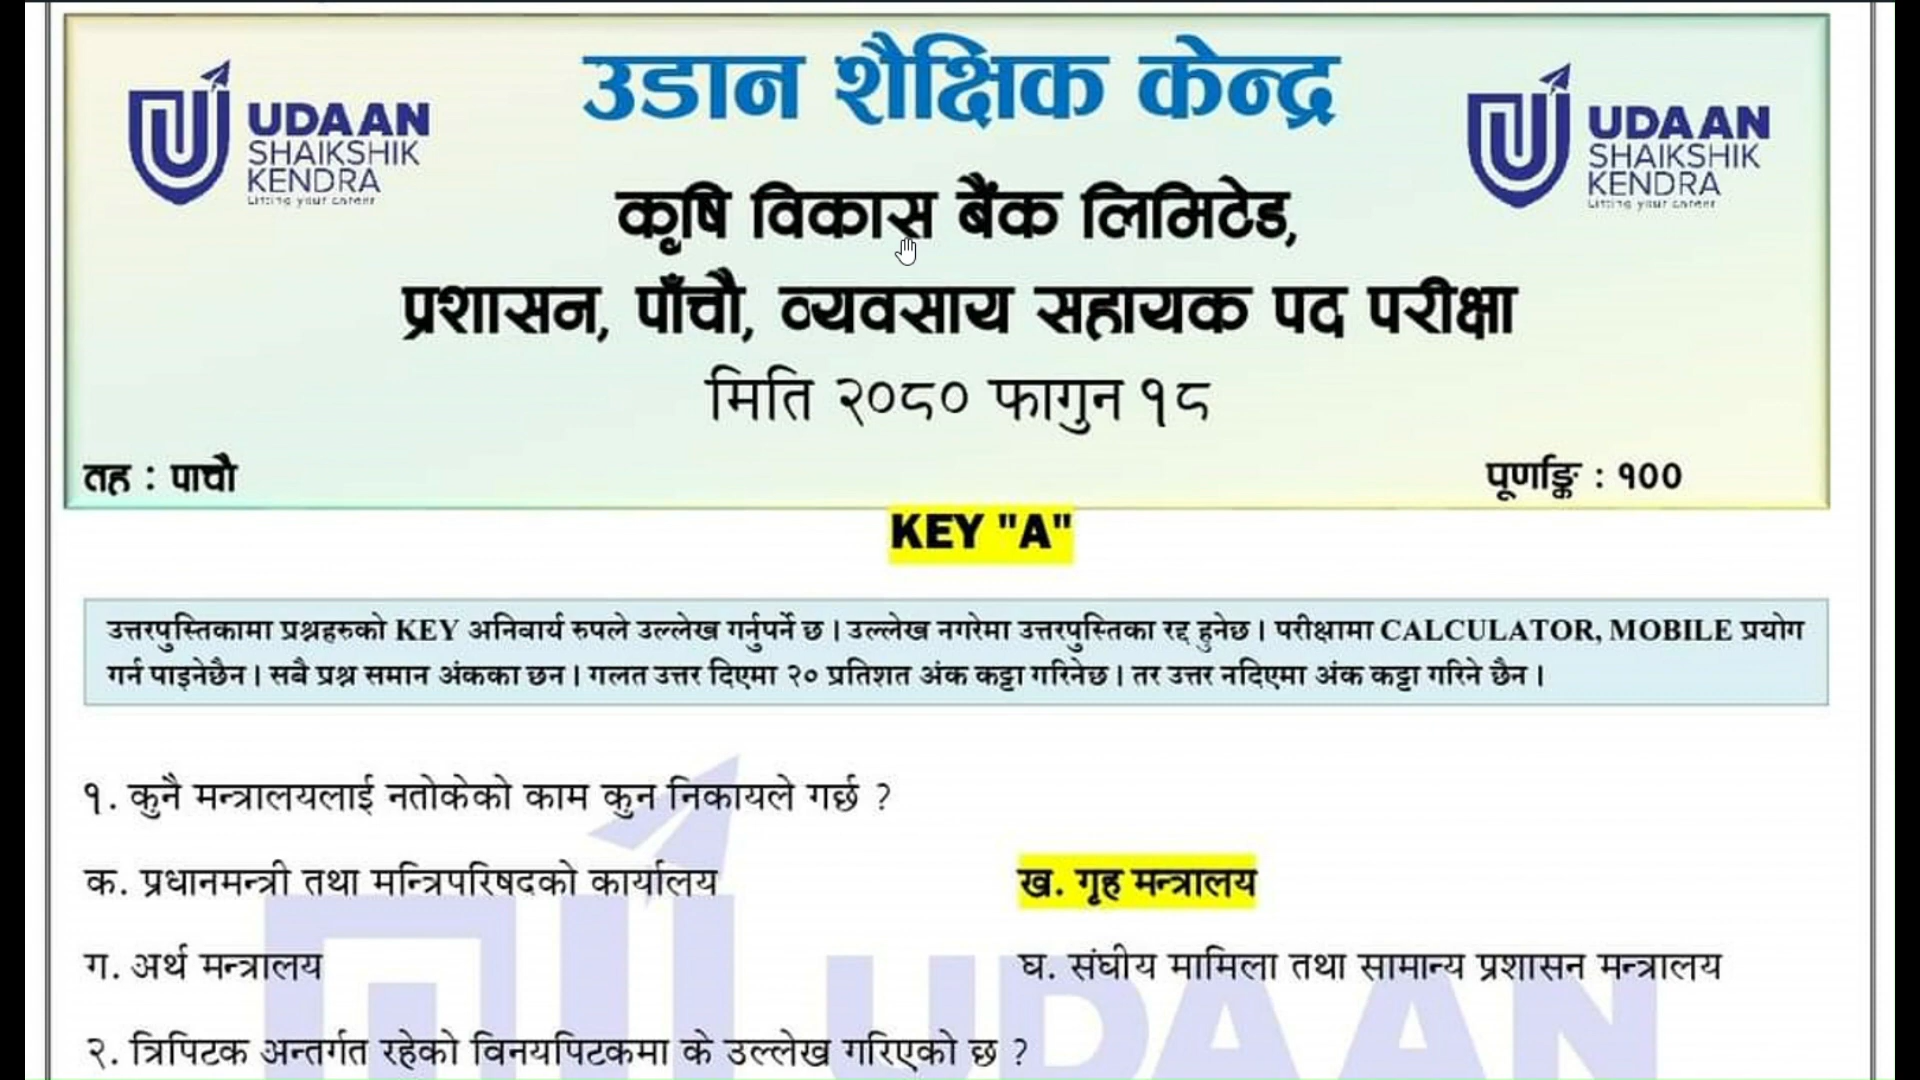 उडान शैक्षिक केन्द्र
UDAAN
SHAIKSHIK
KENDRA
UDAAN
SHAIKSHIK
KENDRA
कृषि विकास बैंक लिमिटेड,
प्रशासन, पाँचौ, व्यवसाय सहायक पद परीक्षा
मिति २०८० फागुन १८
तह : पाचौ
पूर्णाङ्क : १००
KEY "A"
उत्तरपुस्तिकामा प्रश्नहरुको KEY अनिवार्य रुपले उल्लेख गर्नुपर्ने छ । उल्लेख नगरेमा उत्तरपुस्तिका रद्द हुनेछ । परीक्षामा CALCULATOR, MOBILE प्रयोग
गर्न पाइनेछैन । सबै प्रश्न समान अंकका छन । गलत उत्तर दिएमा २० प्रतिशत अंक कट्टा गरिनेछ । तर उत्तर नदिएमा अंक कट्टा गरिने छैन ।
१. कुनै मन्त्रालयलाई नतोकेको काम कुन निकायले गर्छ ?
क. प्रधानमन्त्री तथा मन्त्रिपरिषदको कार्यालय
ख. गृह मन्त्रालय
ग. अर्थ मन्त्रालय
घ. संघीय मामिला तथा सामान्य प्रशासन मन्त्रालय
२. त्रिपिटक अन्तर्गत रहेको विनयपिटकमा के उल्लेख गरिएको छ ?
UDAAN